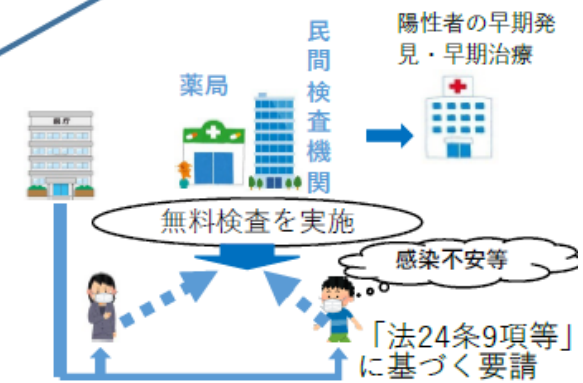 陽性者の早期発
見・早期治療
民間検査機関
薬局
県庁
無料検査を実施
感染不安等
「法24条9項等」
に基づく要請